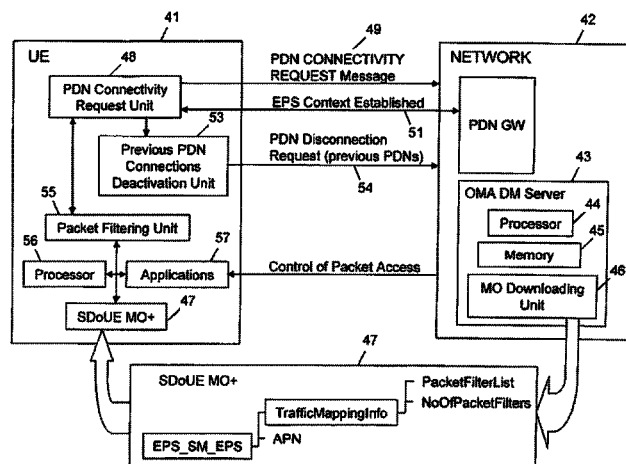 41
49
42
UE
48
PDN CONNECTIVITY
REQUEST Message
NETWORK
PDN Connectivity
Request Unit
EPS Context Established
51
PDN GW
53
Previous PDN
Connections
Deactivation Unit
PDN Disconnection
Request (previous PDNs)
54
43
OMA DM Server
55
Packet Filtering Unit
Processor
44
56
57
Memory
45
Processor
Applications
Control of Packet Access
MO Downloading
Unit
46
SDoUE MO+
47
47
SDoUE MO+
PacketFilterList
TrafficMappingInfo
NoOfPacketFilters
EPS_SM_EPS
APN